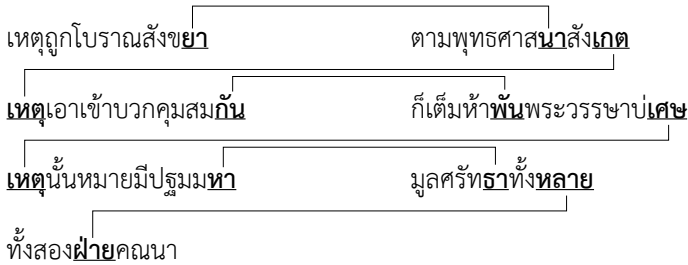 เหตุถูกโบราณสังขยา ตามพุทธศาสนาสังเกต
เหตุเอาเข้าบวกคุมสมกัน ก็เต็มห้าพันพระวรรษาบ่เศษ
เหตุนั้นหมายมีปฐมมหา มูลศรัทธาทั้งหลาย
ทั้งสองฝ่ายคณนา